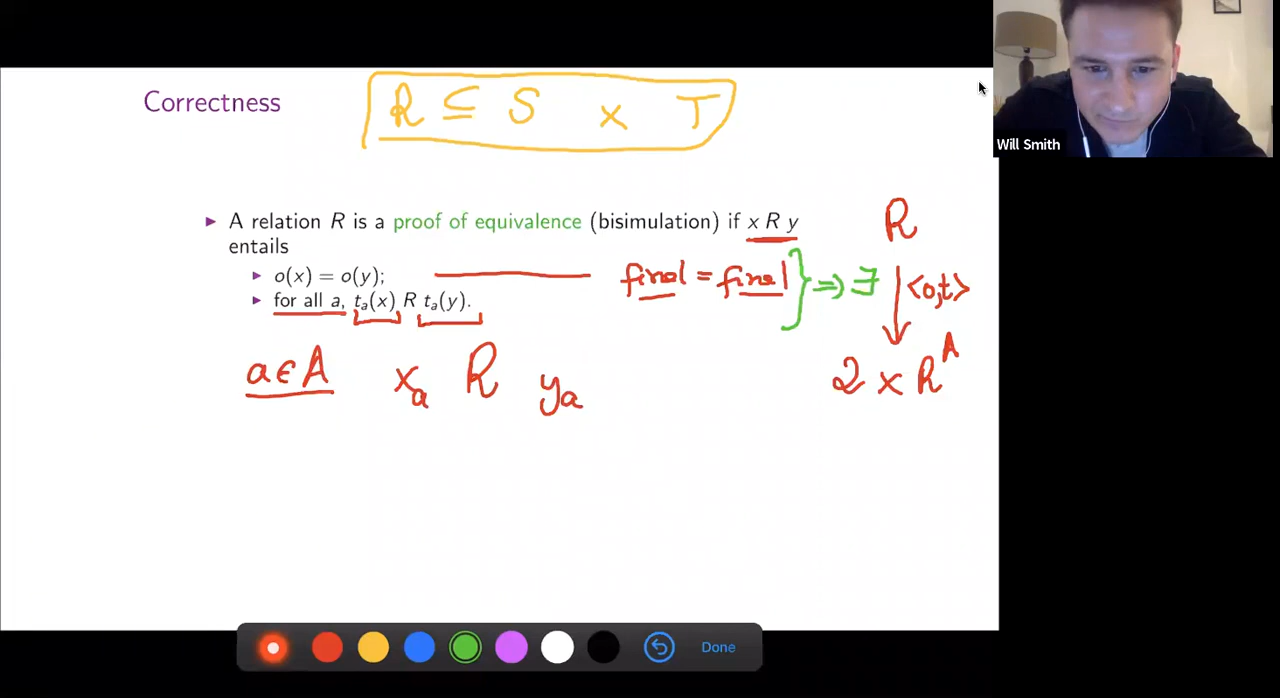 Correctness
R ⊆ S × T
Will Smith
▶ A relation R is a proof of equivalence (bisimulation) if x R y
entails
▶ o(x) = o(y);
▶ for all a, tₐ(x) R tₐ(y).
final = final } ⇒ ∃
R
↓ <o,t>
2 × R^A
a∈A xₐ R yₐ
Done